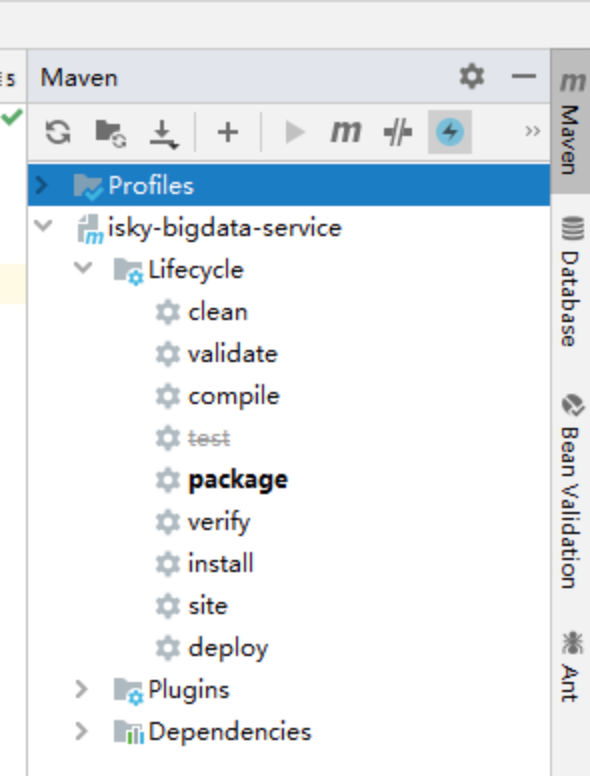 5
Maven
m
Profiles
isky-bigdata-service
Lifecycle
clean
validate
compile
test
package
verify
install
site
deploy
Plugins
Dependencies
Maven
Database
Bean Validation
Ant